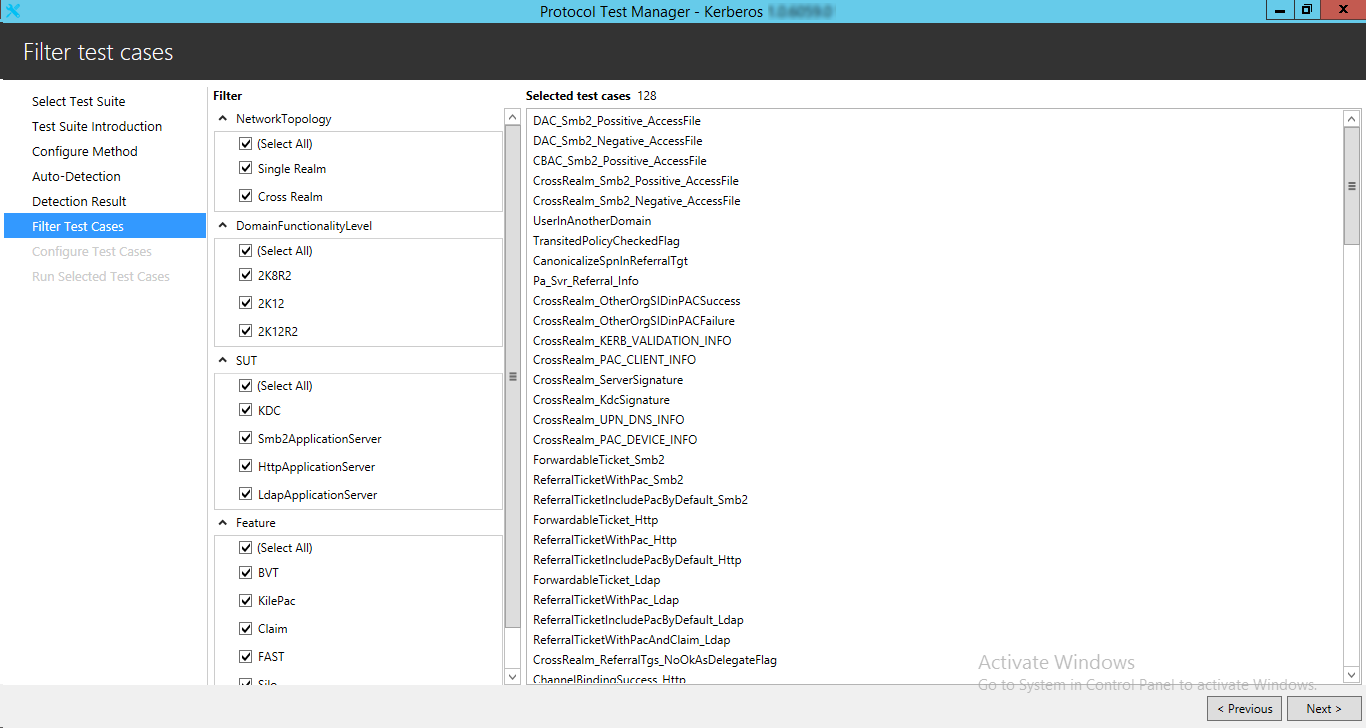 Protocol Test Manager - Kerberos
Filter test cases
Select Test Suite
Test Suite Introduction
Configure Method
Auto-Detection
Detection Result
Filter Test Cases
Configure Test Cases
Run Selected Test Cases
Filter
NetworkTopology
(Select All)
Single Realm
Cross Realm
DomainFunctionalityLevel
(Select All)
2K8R2
2K12
2K12R2
SUT
(Select All)
KDC
Smb2ApplicationServer
HttpApplicationServer
LdapApplicationServer
Feature
(Select All)
BVT
KilePac
Claim
FAST
Silo
Selected test cases 128
DAC_Smb2_Possitive_AccessFile
DAC_Smb2_Negative_AccessFile
CBAC_Smb2_Possitive_AccessFile
CrossRealm_Smb2_Possitive_AccessFile
CrossRealm_Smb2_Negative_AccessFile
UserInAnotherDomain
TransitedPolicyCheckedFlag
CanonicalizeSpnInReferralTgt
Pa_Svr_Referral_Info
CrossRealm_OtherOrgSIDinPACSuccess
CrossRealm_OtherOrgSIDinPACFailure
CrossRealm_KERB_VALIDATION_INFO
CrossRealm_PAC_CLIENT_INFO
CrossRealm_ServerSignature
CrossRealm_KdcSignature
CrossRealm_UPN_DNS_INFO
CrossRealm_PAC_DEVICE_INFO
ForwardableTicket_Smb2
ReferralTicketWithPac_Smb2
ReferralTicketIncludePacByDefault_Smb2
ForwardableTicket_Http
ReferralTicketWithPac_Http
ReferralTicketIncludePacByDefault_Http
ForwardableTicket_Ldap
ReferralTicketWithPac_Ldap
ReferralTicketIncludePacByDefault_Ldap
ReferralTicketWithPacAndClaim_Ldap
CrossRealm_ReferralTgs_NoOkAsDelegateFlag
ChannelBindingSuccess_Http
Activate Windows
Go to System in Control Panel to activate Windows.
< Previous
Next >